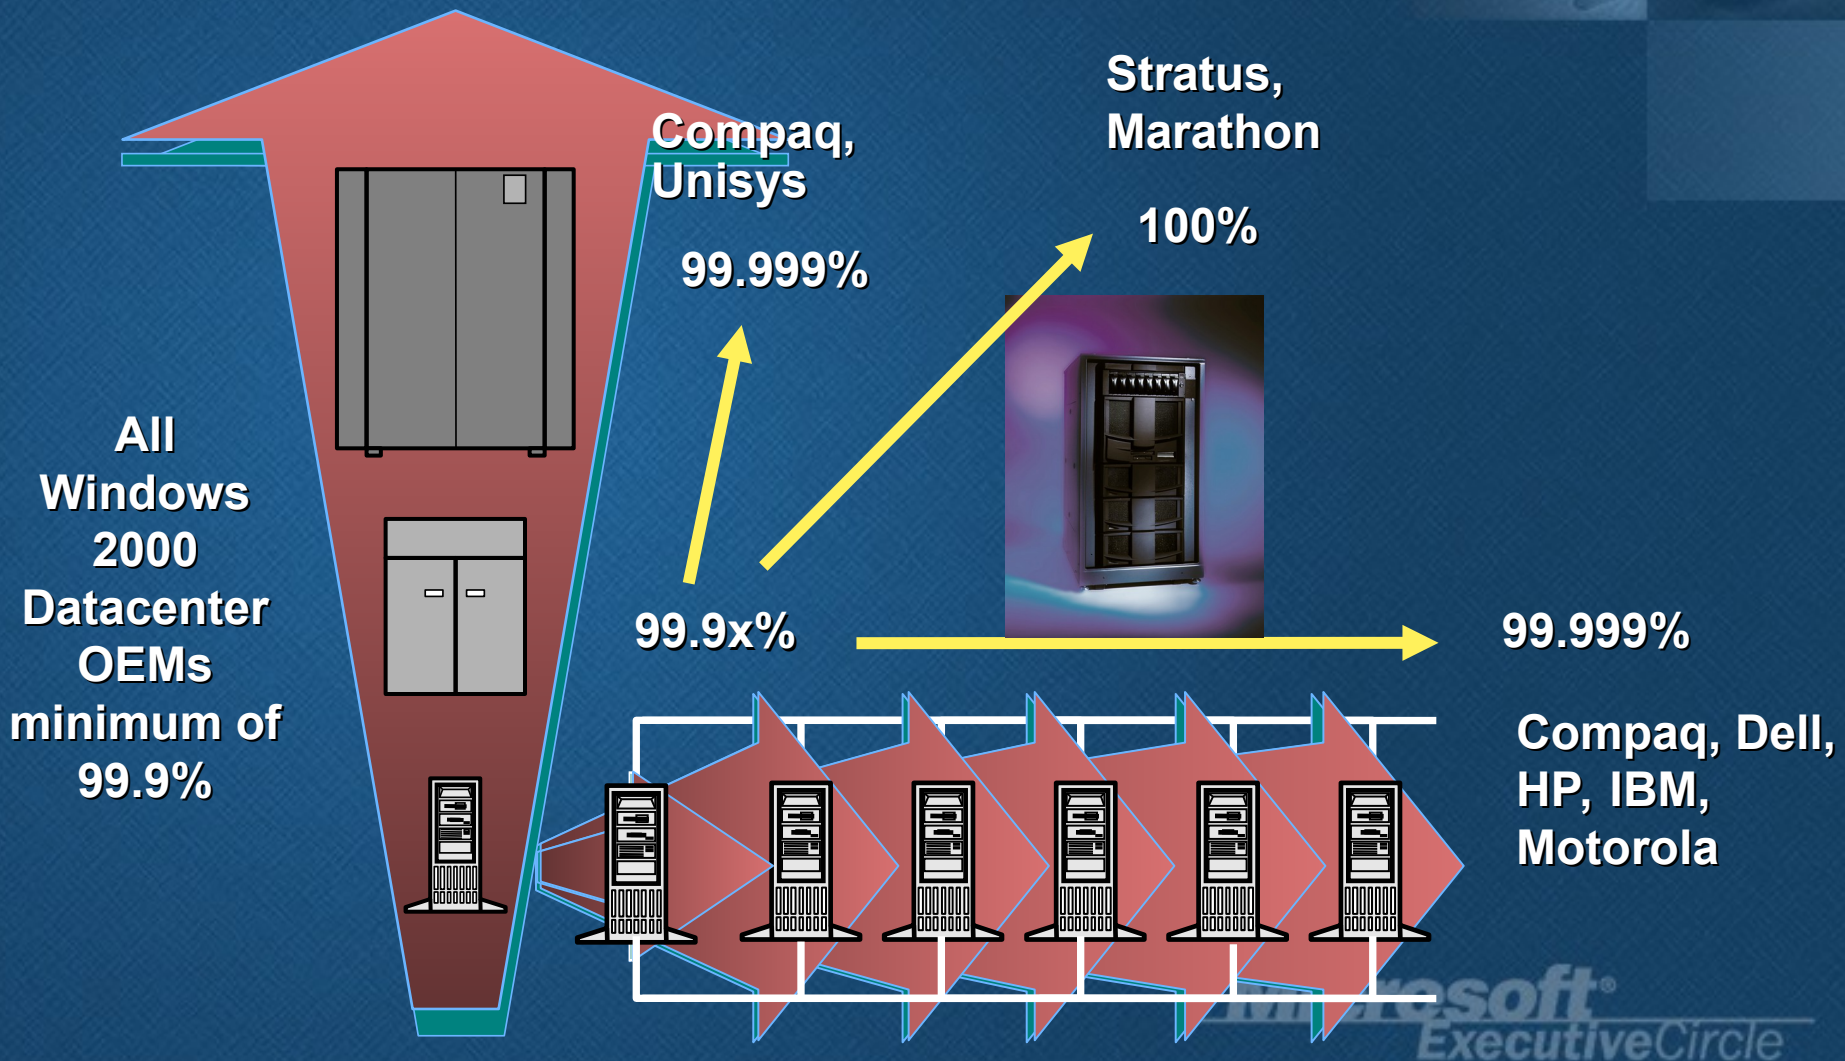 Stratus,
Marathon
100%
Compaq,
Unisys
99.999%
All
Windows
2000
Datacenter
OEMs
minimum of
99.9%
99.9x%
99.999%
Compaq, Dell,
HP, IBM,
Motorola
Microsoft®
ExecutiveCircle